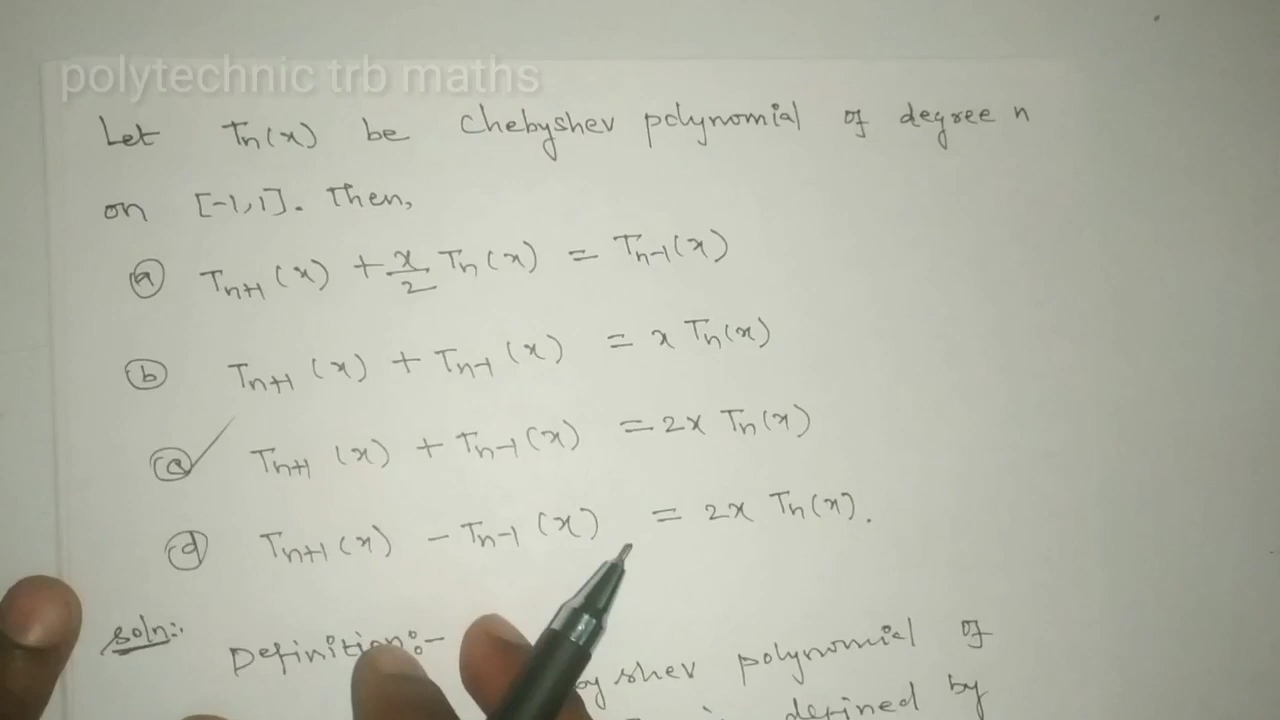 polytechnic trb maths
Let Tn(x) be Chebyshev polynomial of degree n
on [-1,1]. Then,
(a) Tn+1(x) + x/2 Tn(x) = Tn-1(x)
(b) Tn+1(x) + Tn-1(x) = x Tn(x)
(c) Tn+1(x) + Tn-1(x) = 2x Tn(x)
(d) Tn+1(x) - Tn-1(x) = 2x Tn(x).
Soln:-
Definition:-
polynomial of
defined by